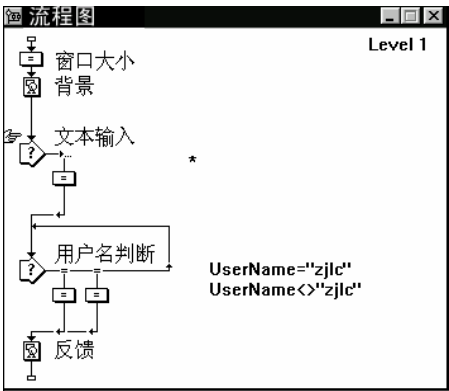 流程图
Level 1
窗口大小
背景
文本输入
*
用户名判断
UserName="zjlc"
UserName<>"zjlc"
反馈